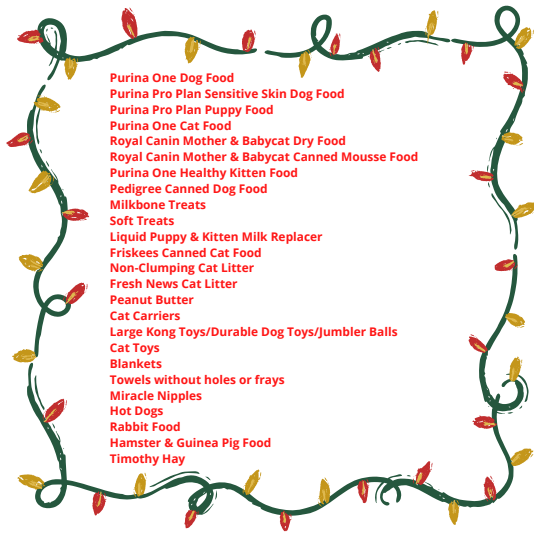 Purina One Dog Food
Purina Pro Plan Sensitive Skin Dog Food
Purina Pro Plan Puppy Food
Purina One Cat Food
Royal Canin Mother & Babycat Dry Food
Royal Canin Mother & Babycat Canned Mousse Food
Purina One Healthy Kitten Food
Pedigree Canned Dog Food
Milkbone Treats
Soft Treats
Liquid Puppy & Kitten Milk Replacer
Friskees Canned Cat Food
Non-Clumping Cat Litter
Fresh News Cat Litter
Peanut Butter
Cat Carriers
Large Kong Toys/Durable Dog Toys/Jumbler Balls
Cat Toys
Blankets
Towels without holes or frays
Miracle Nipples
Hot Dogs
Rabbit Food
Hamster & Guinea Pig Food
Timothy Hay